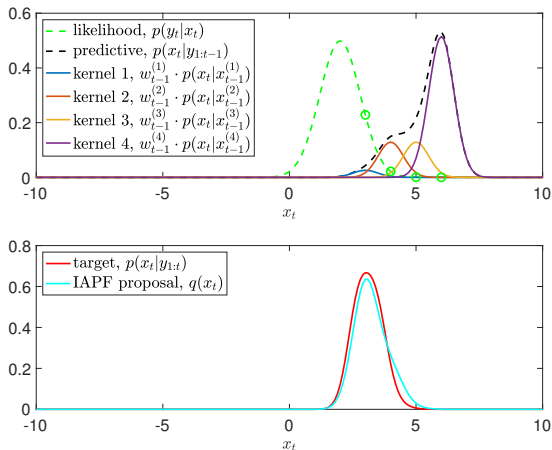 0.6
0.4
0.2
0
likelihood, $p(y_t|x_t)$
predictive, $p(x_t|y_{1:t-1})$
kernel 1, $w_{t-1}^{(1)} \cdot p(x_t|x_{t-1}^{(1)})$
kernel 2, $w_{t-1}^{(2)} \cdot p(x_t|x_{t-1}^{(2)})$
kernel 3, $w_{t-1}^{(3)} \cdot p(x_t|x_{t-1}^{(3)})$
kernel 4, $w_{t-1}^{(4)} \cdot p(x_t|x_{t-1}^{(4)})$
-10 -5 0 5 10
$x_t$
0.8
0.6
0.4
0.2
0
target, $p(x_t|y_{1:t})$
IAPF proposal, $q(x_t)$
-10 -5 0 5 10
$x_t$